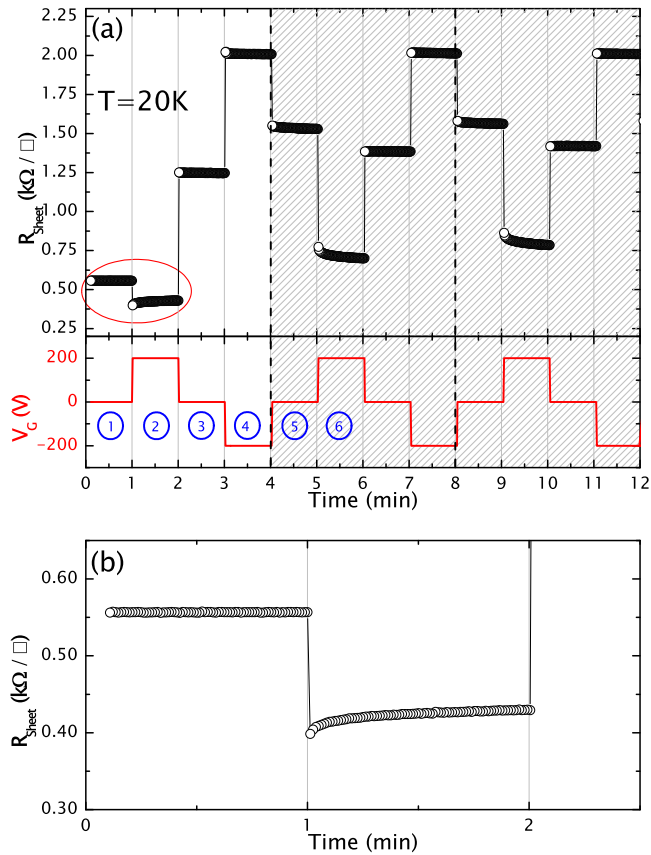 (a)
2.25
2.00
1.75
1.50
1.25
1.00
0.75
0.50
0.25
R_Sheet (kΩ / □)
T=20K
200
0
-200
V_G (V)
1 2 3 4 5 6
0 1 2 3 4 5 6 7 8 9 10 11 12
Time (min)
(b)
0.60
0.50
0.40
0.30
R_Sheet (kΩ / □)
0 1 2
Time (min)